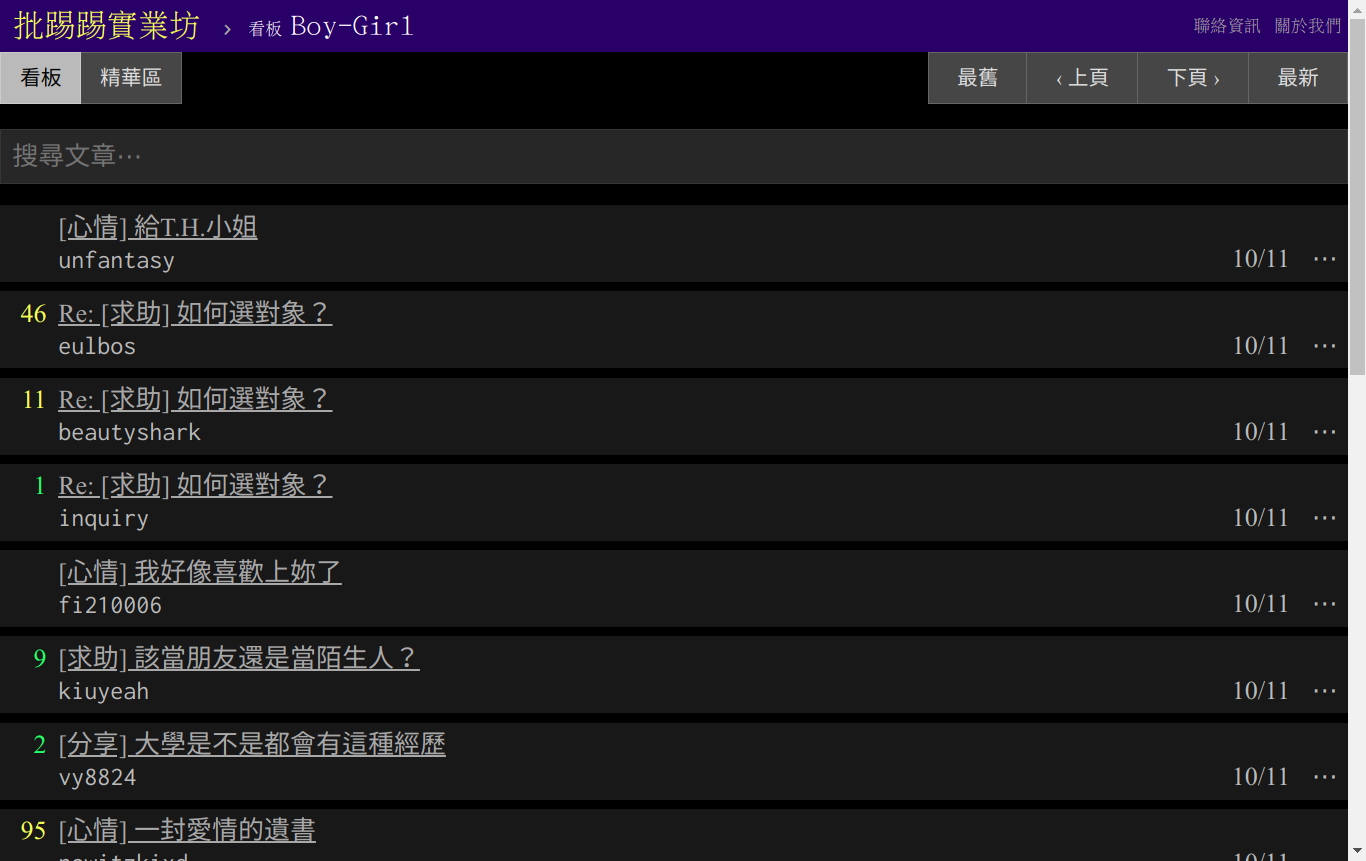 批踢踢實業坊 › 看板 Boy-Girl 聯絡資訊 關於我們
看板 精華區 最舊 ‹ 上頁 下頁 › 最新
搜尋文章⋯
[心情] 給T.H.小姐
unfantasy 10/11 ⋯
46 Re: [求助] 如何選對象？
eulbos 10/11 ⋯
11 Re: [求助] 如何選對象？
beautyshark 10/11 ⋯
1 Re: [求助] 如何選對象？
inquiry 10/11 ⋯
[心情] 我好像喜歡上妳了
fi210006 10/11 ⋯
9 [求助] 該當朋友還是當陌生人？
kiuyeah 10/11 ⋯
2 [分享] 大學是不是都會有這種經歷
vy8824 10/11 ⋯
95 [心情] 一封愛情的遺書
10/11